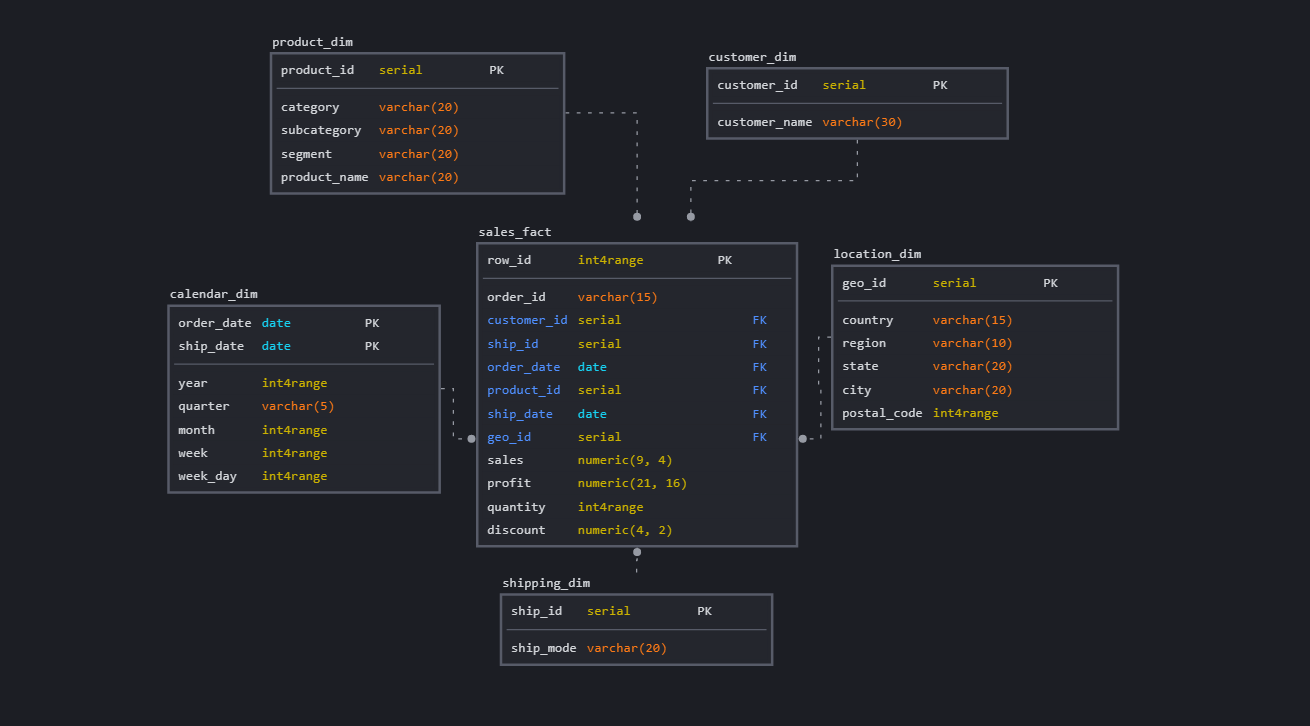 product_dim
product_id serial PK
category varchar(20)
subcategory varchar(20)
segment varchar(20)
product_name varchar(20)
customer_dim
customer_id serial PK
customer_name varchar(30)
sales_fact
row_id int4range PK
order_id varchar(15)
customer_id serial FK
ship_id serial FK
order_date date FK
product_id serial FK
ship_date date FK
geo_id serial FK
sales numeric(9, 4)
profit numeric(21, 16)
quantity int4range
discount numeric(4, 2)
location_dim
geo_id serial PK
country varchar(15)
region varchar(10)
state varchar(20)
city varchar(20)
postal_code int4range
calendar_dim
order_date date PK
ship_date date PK
year int4range
quarter varchar(5)
month int4range
week int4range
week_day int4range
shipping_dim
ship_id serial PK
ship_mode varchar(20)